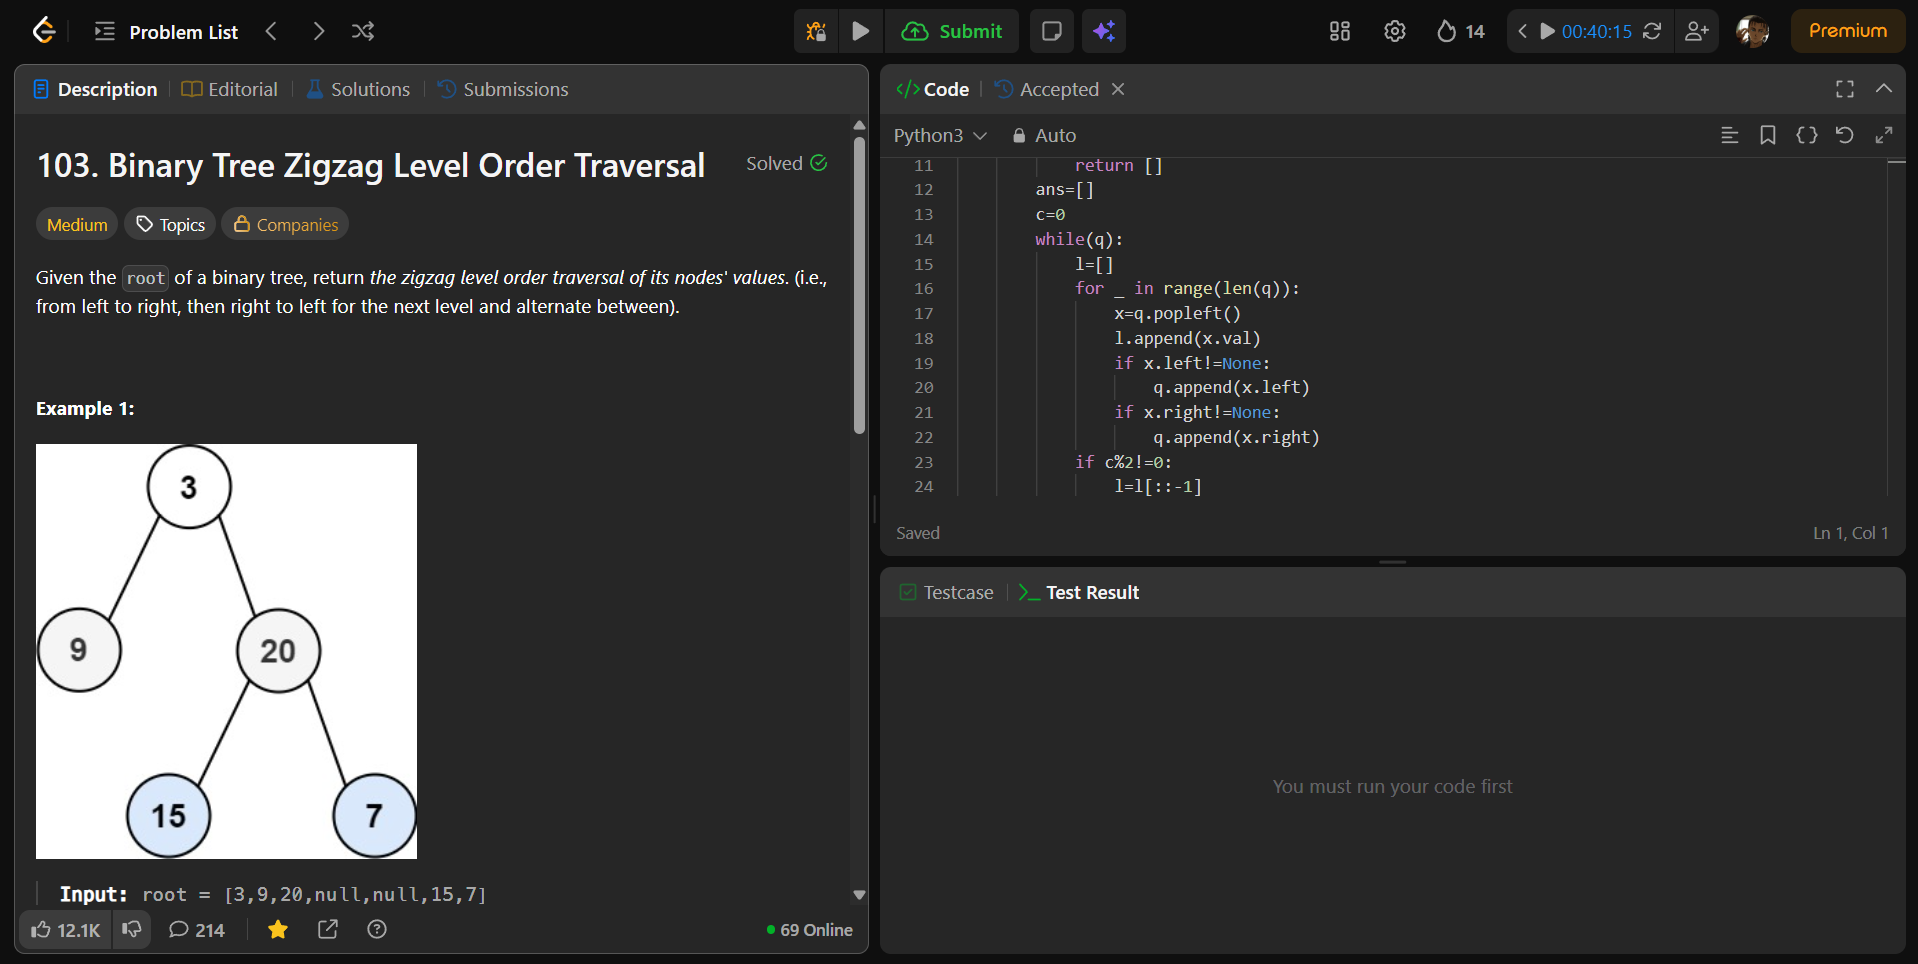 Problem List
Submit
14
00:40:15
Premium
Description
Editorial
Solutions
Submissions
103. Binary Tree Zigzag Level Order Traversal
Solved
Medium
Topics
Companies
Given the root of a binary tree, return the zigzag level order traversal of its nodes' values. (i.e.,
from left to right, then right to left for the next level and alternate between).
Example 1:
3
9
20
15
7
Input: root = [3,9,20,null,null,15,7]
12.1K
214
69 Online
</>Code
Accepted
Python3
Auto
11 return []
12 ans=[]
13 c=0
14 while(q):
15 l=[]
16 for _ in range(len(q)):
17 x=q.popleft()
18 l.append(x.val)
19 if x.left!=None:
20 q.append(x.left)
21 if x.right!=None:
22 q.append(x.right)
23 if c%2!=0:
24 l=l[::-1]
Saved
Ln 1, Col 1
Testcase
>_ Test Result
You must run your code first